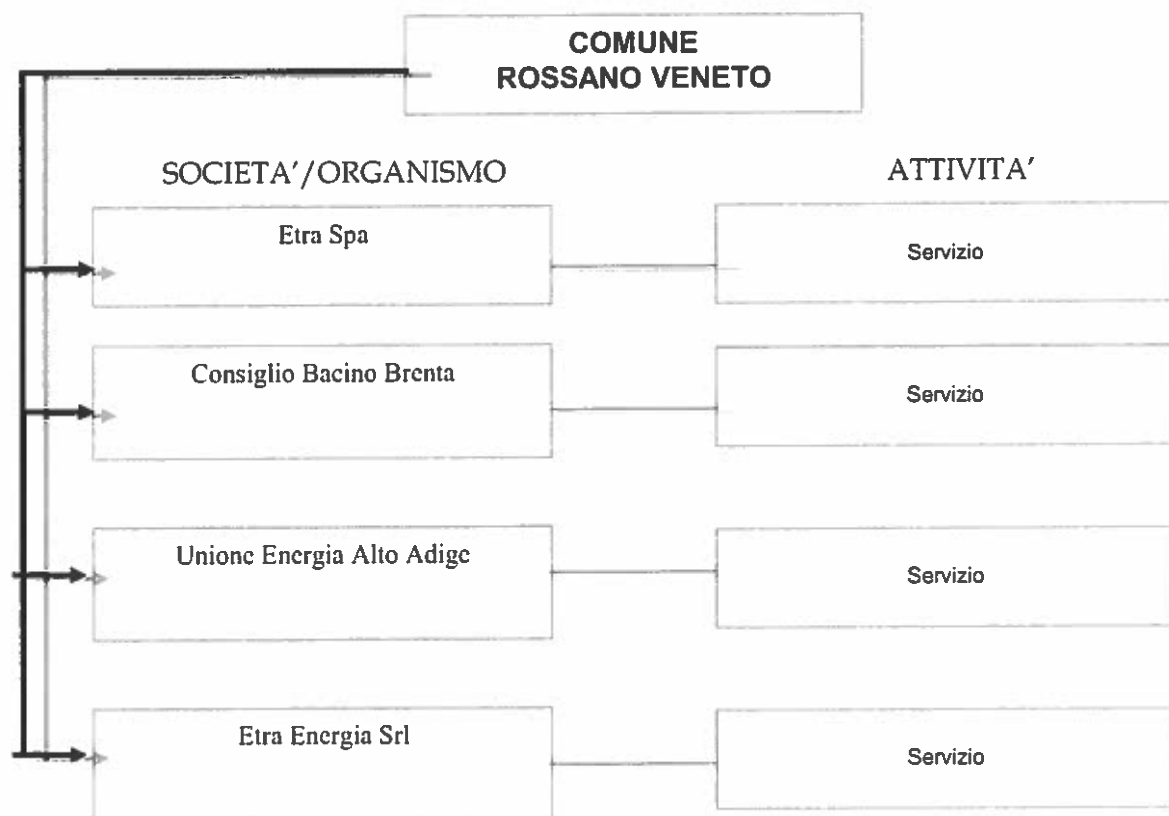 COMUNE
ROSSANO VENETO
SOCIETA'/ORGANISMO
ATTIVITA'
Etra Spa
Servizio
Consiglio Bacino Brenta
Servizio
Unione Energia Alto Adige
Servizio
Etra Energia Srl
Servizio